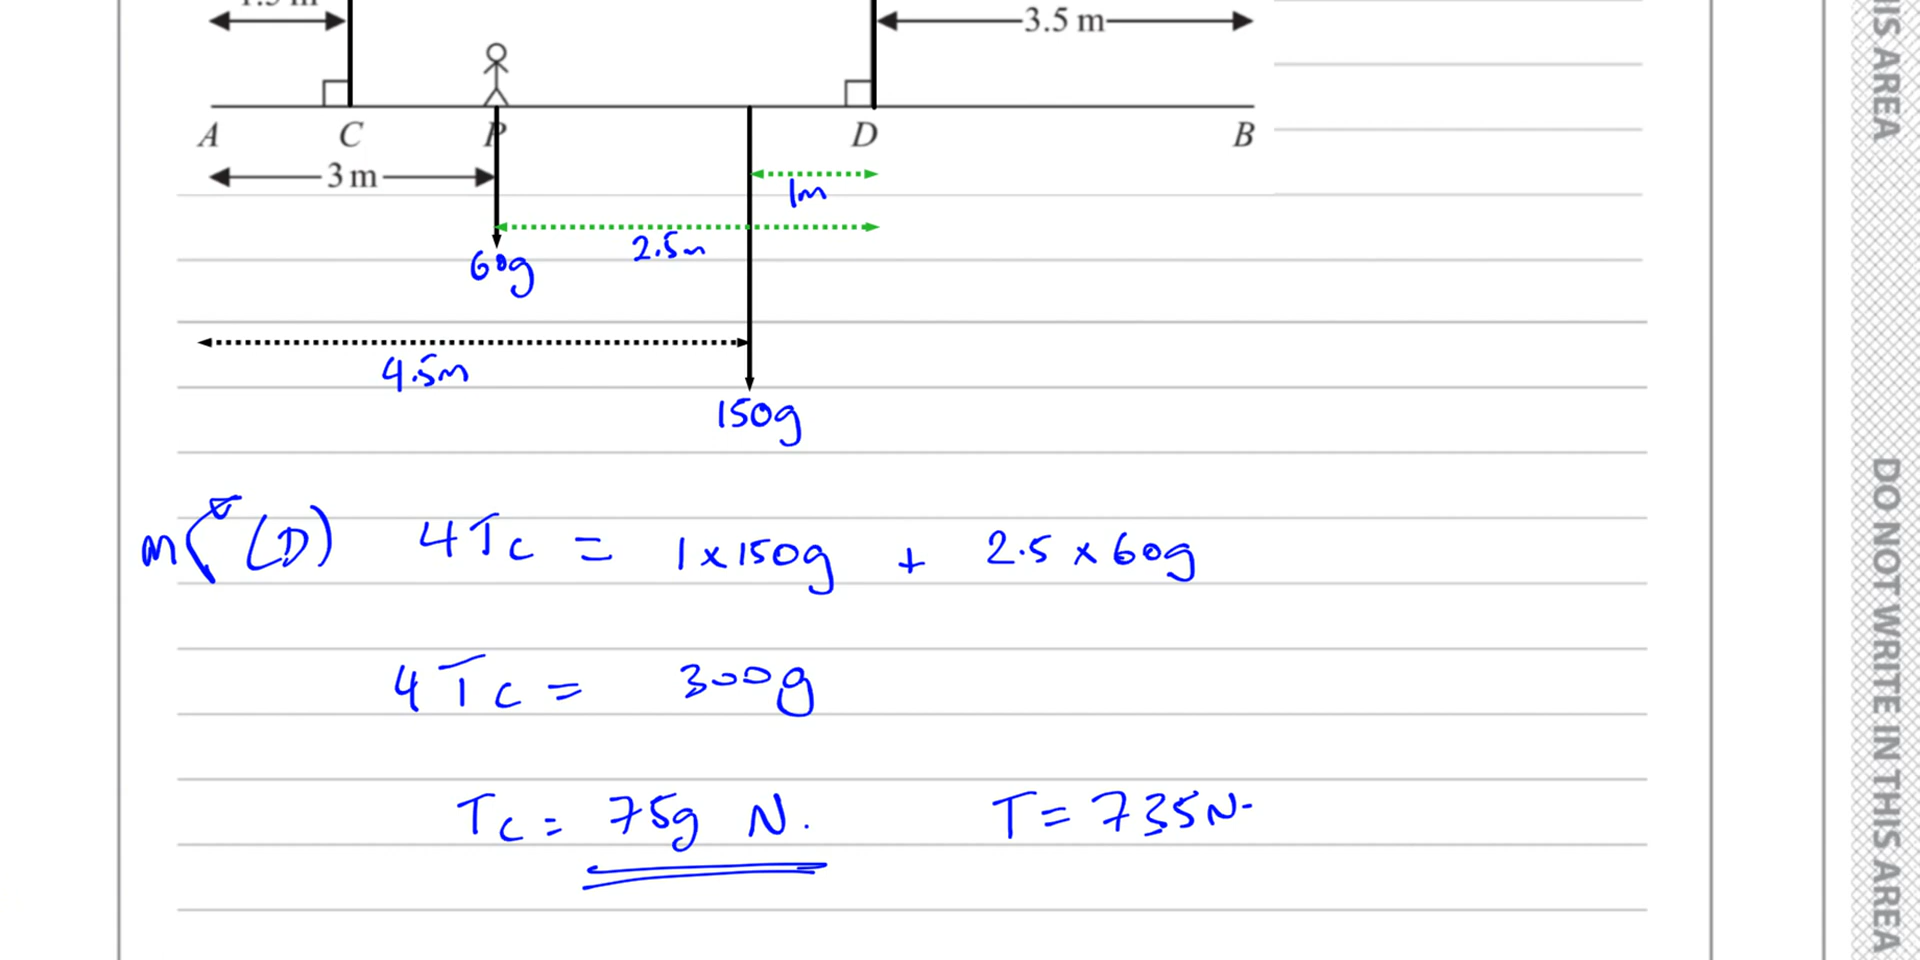 3.5 m
A C P D B
3 m
1m
2.5m
60g
4.5m
150g
M (D) 4Tc = 1 x 150g + 2.5 x 60g
4Tc = 300g
Tc = 75g N. T = 735N.
HIS AREA
DO NOT WRITE IN THIS AREA